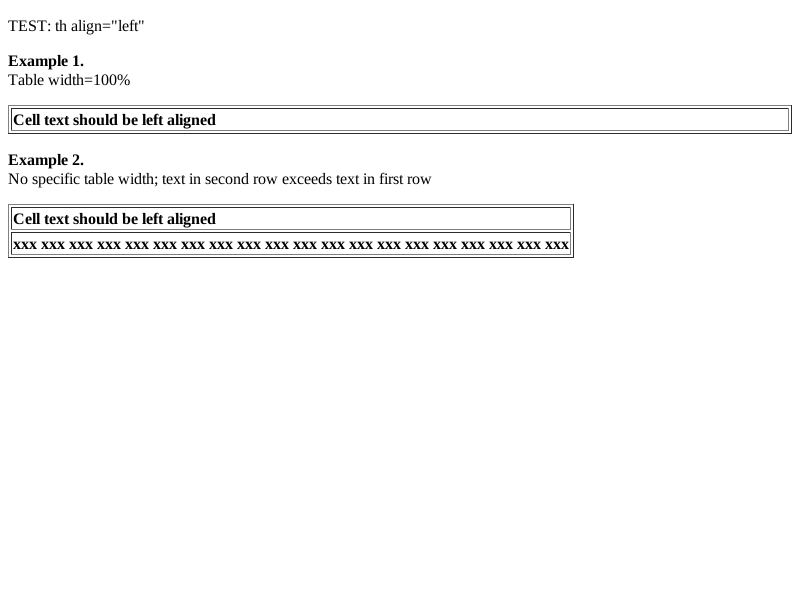 TEST: th align="left"
Example 1.
Table width=100%
Cell text should be left aligned
Example 2.
No specific table width; text in second row exceeds text in first row
Cell text should be left aligned
xxx xxx xxx xxx xxx xxx xxx xxx xxx xxx xxx xxx xxx xxx xxx xxx xxx xxx xxx xxx